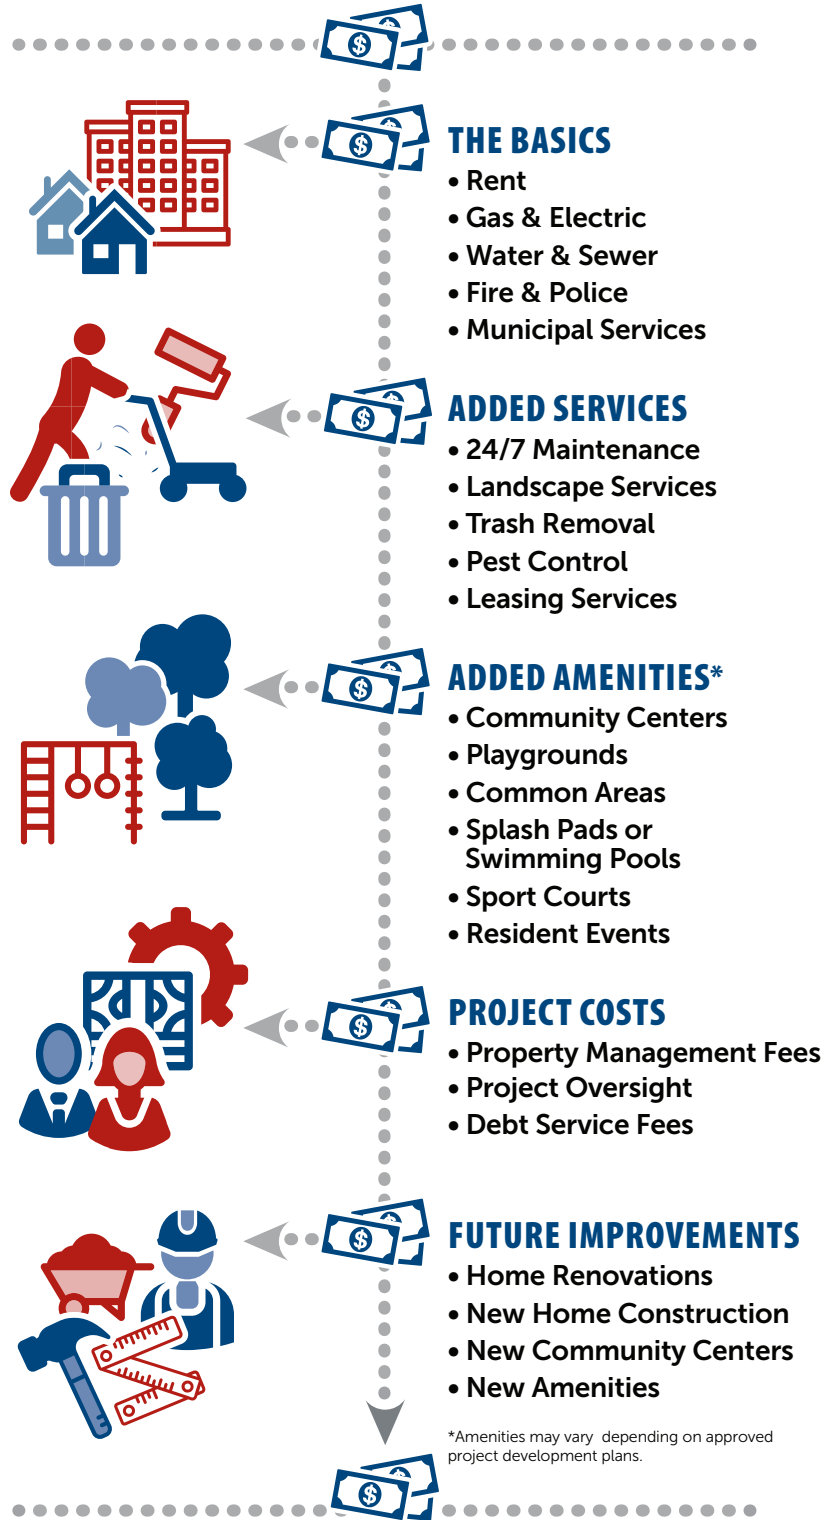 THE BASICS
• Rent
• Gas & Electric
• Water & Sewer
• Fire & Police
• Municipal Services
ADDED SERVICES
• 24/7 Maintenance
• Landscape Services
• Trash Removal
• Pest Control
• Leasing Services
ADDED AMENITIES*
• Community Centers
• Playgrounds
• Common Areas
• Splash Pads or
Swimming Pools
• Sport Courts
• Resident Events
PROJECT COSTS
• Property Management Fees
• Project Oversight
• Debt Service Fees
FUTURE IMPROVEMENTS
• Home Renovations
• New Home Construction
• New Community Centers
• New Amenities
*Amenities may vary depending on approved
project development plans.